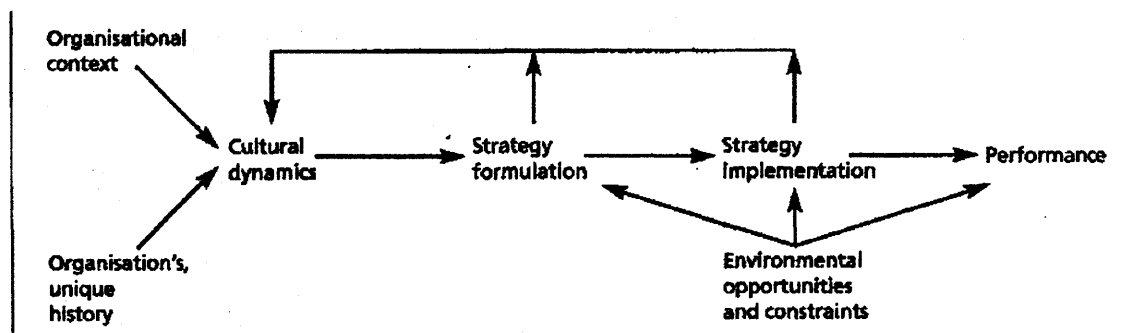 Organisational
context
Cultural
dynamics
Strategy
formulation
Strategy
implementation
Performance
Organisation's,
unique
history
Environmental
opportunities
and constraints